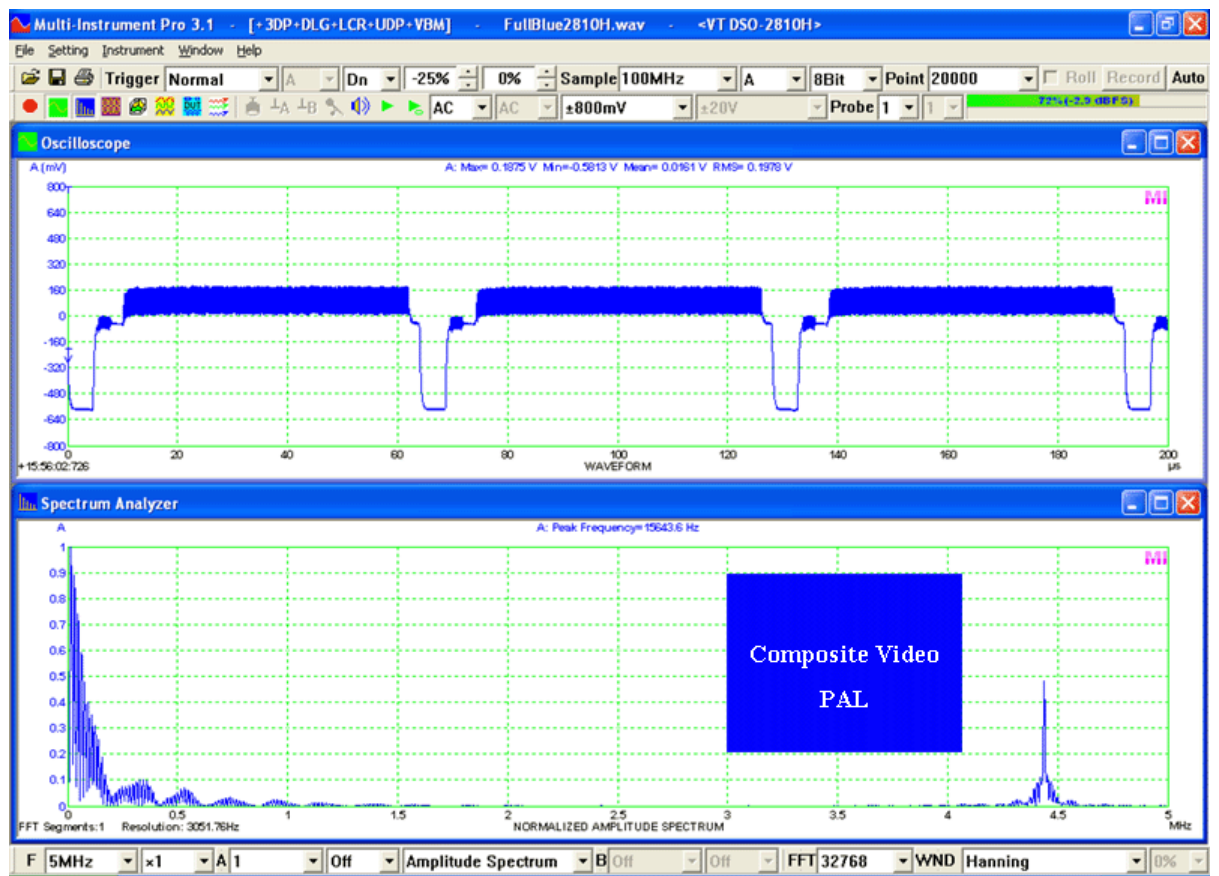 Multi-Instrument Pro 3.1 - [+3DP+DLG+LCR+UDP+VBM] - FullBlue2810H.wav - <VT DSO-2810H>
File Setting Instrument Window Help
Trigger Normal A Dn -25% 0% Sample 100MHz A 8Bit Point 20000 Roll Record Auto
AC AC ±800mV ±20V Probe 1 1 72%(-2.9 dBFS)
Oscilloscope
A (mV) A: Max= 0.1875 V Min=-0.5813 V Mean= 0.0161 V RMS= 0.1978 V
MI
800
640
480
320
160
0
-160
-320
-480
-640
-800
0 20 40 60 80 100 120 140 160 180 200
+15:56:02:726 WAVEFORM µs
Spectrum Analyzer
A A: Peak Frequency=15643.6 Hz
MI
1
0.9
0.8
0.7
0.6
0.5
0.4
0.3
0.2
0.1
0
Composite Video
PAL
0 0.5 1 1.5 2 2.5 3 3.5 4 4.5 5
FFT Segments:1 Resolution: 3051.76Hz NORMALIZED AMPLITUDE SPECTRUM MHz
F 5MHz ×1 A 1 Off Amplitude Spectrum B Off Off FFT 32768 WND Hanning 0%